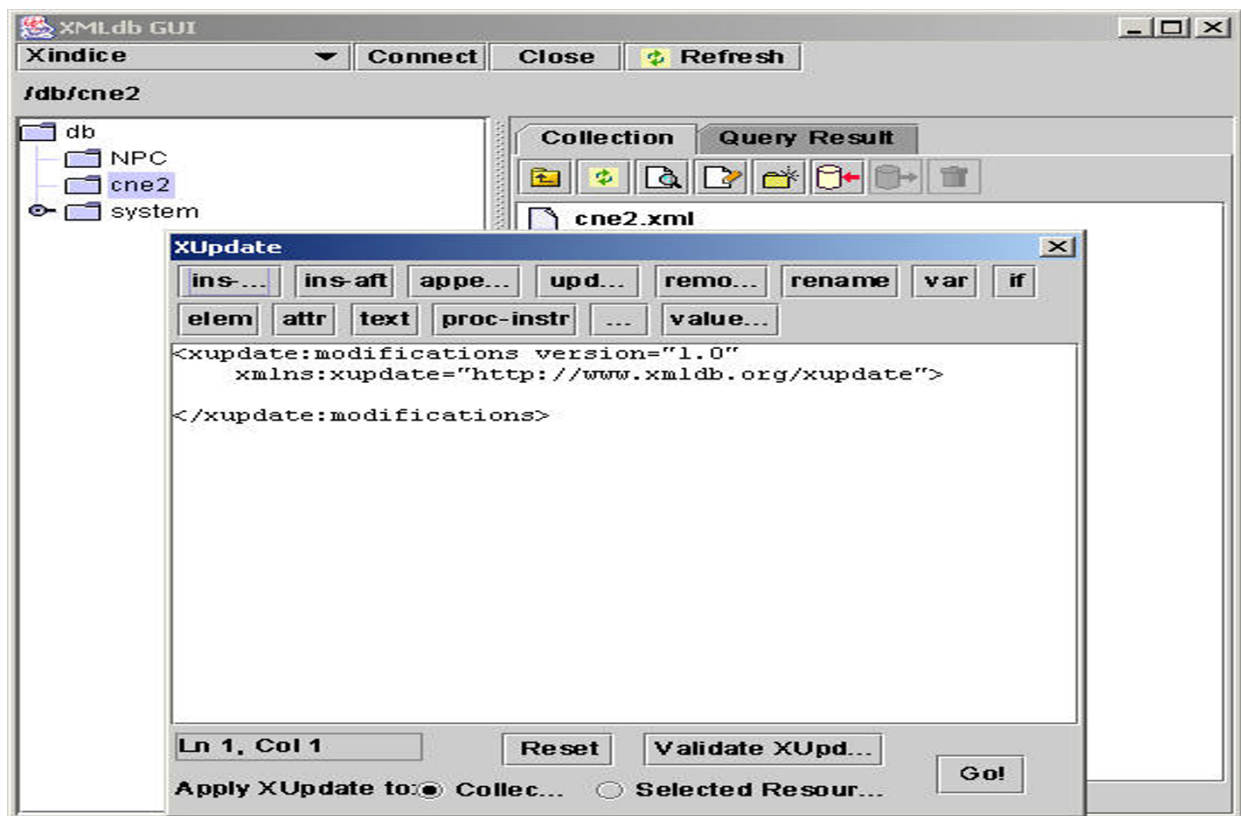 XMLdb GUI
Xindice Connect Close Refresh
/db/cne2
db
NPC
cne2
system
Collection Query Result
cne2.xml
XUpdate
ins-... ins-aft appe... upd... remo... rename var if
elem attr text proc-instr ... value...
<xupdate:modifications version="1.0"
xmlns:xupdate="http://www.xmldb.org/xupdate">
</xupdate:modifications>
Ln 1, Col 1 Reset Validate XUpd...
Go!
Apply XUpdate to: Collec... Selected Resour...